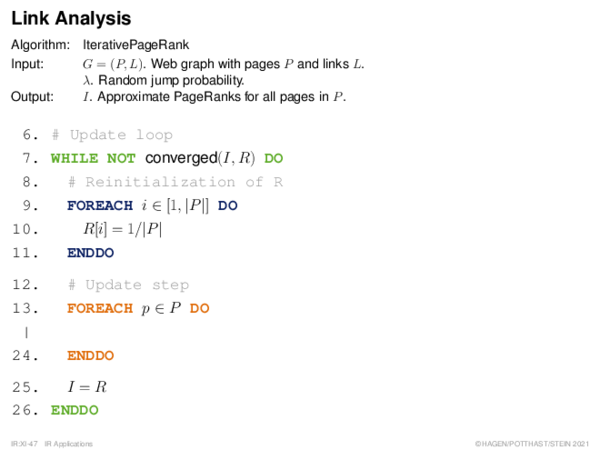 Link Analysis
Algorithm: IterativePageRank
Input: G = (P, L). Web graph with pages P and links L.
λ. Random jump probability.
Output: I. Approximate PageRanks for all pages in P.
6. # Update loop
7. WHILE NOT converged(I, R) DO
8. # Reinitialization of R
9. FOREACH i ∈ [1, |P|] DO
10. R[i] = 1/|P|
11. ENDDO
12. # Update step
13. FOREACH p ∈ P DO
|
24. ENDDO
25. I = R
26. ENDDO
IR:XI-47 IR Applications ©HAGEN/POTTHAST/STEIN 2021